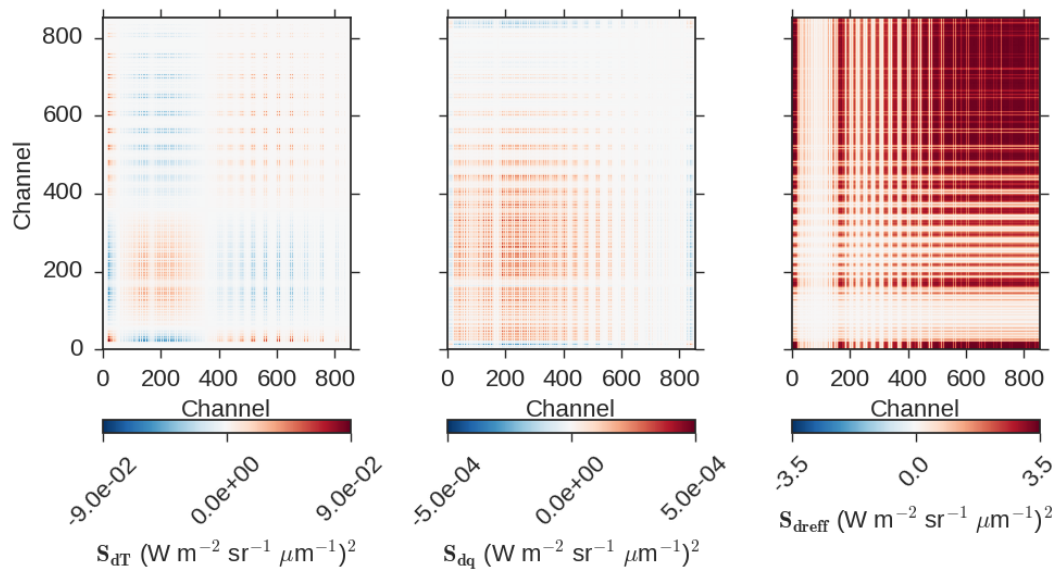 800
600
400
200
0
Channel
0 200 400 600 800
Channel
0 200 400 600 800
Channel
0 200 400 600 800
Channel
-9.0e-02 0.0e+00 9.0e-02
S_dT (W m⁻² sr⁻¹ μm⁻¹)²
-5.0e-04 0.0e+00 5.0e-04
S_dq (W m⁻² sr⁻¹ μm⁻¹)²
-3.5 0.0 3.5
S_dreff (W m⁻² sr⁻¹ μm⁻¹)²